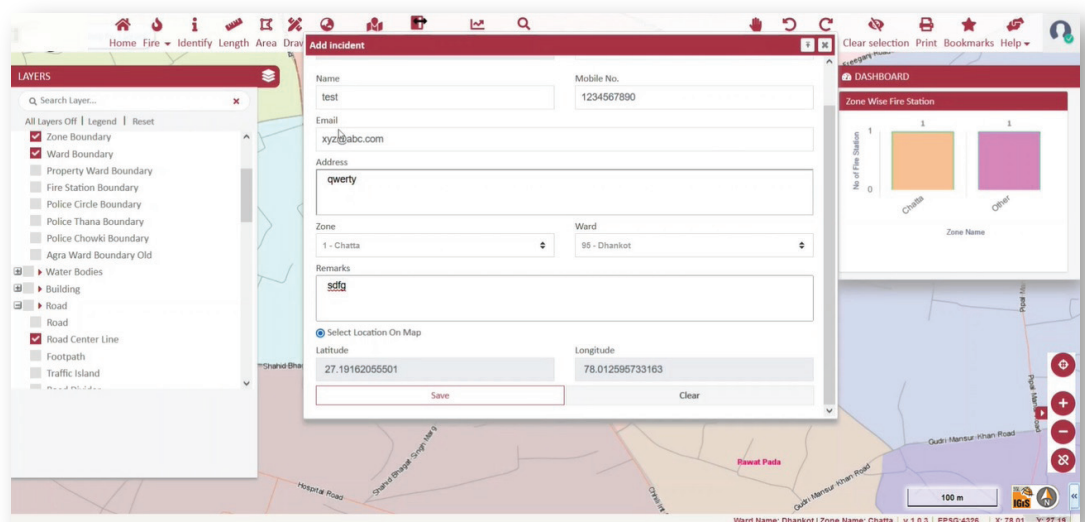 Home Fire Identify Length Area Draw
Clear selection Print Bookmarks Help
Add incident
LAYERS
Search Layer...
All Layers Off | Legend | Reset
Zone Boundary
Ward Boundary
Property Ward Boundary
Fire Station Boundary
Police Circle Boundary
Police Thana Boundary
Police Chowki Boundary
Agra Ward Boundary Old
Water Bodies
Building
Road
Road
Road Center Line
Footpath
Traffic Island
Road Divider
Name
test
Mobile No.
1234567890
Email
xyz@abc.com
Address
qwerty
Zone
1 - Chatta
Ward
95 - Dhankot
Remarks
sdfg
Select Location On Map
Latitude
27.19162055501
Longitude
78.012595733163
Save
Clear
DASHBOARD
Zone Wise Fire Station
No of Fire Station
1
0
1
1
Chatta
Other
Zone Name
Shahid Bha
Shahid Bhagat Singh Marg
Hospital Road
Rawat Pada
Gudri Mansur Khan Road
Gudri Mansur Khan Road
100 m
IGiS
Ward Name: Dhankot | Zone Name: Chatta | v 1.0.3 | EPSG:4326 | X: 78.01 Y: 27.19